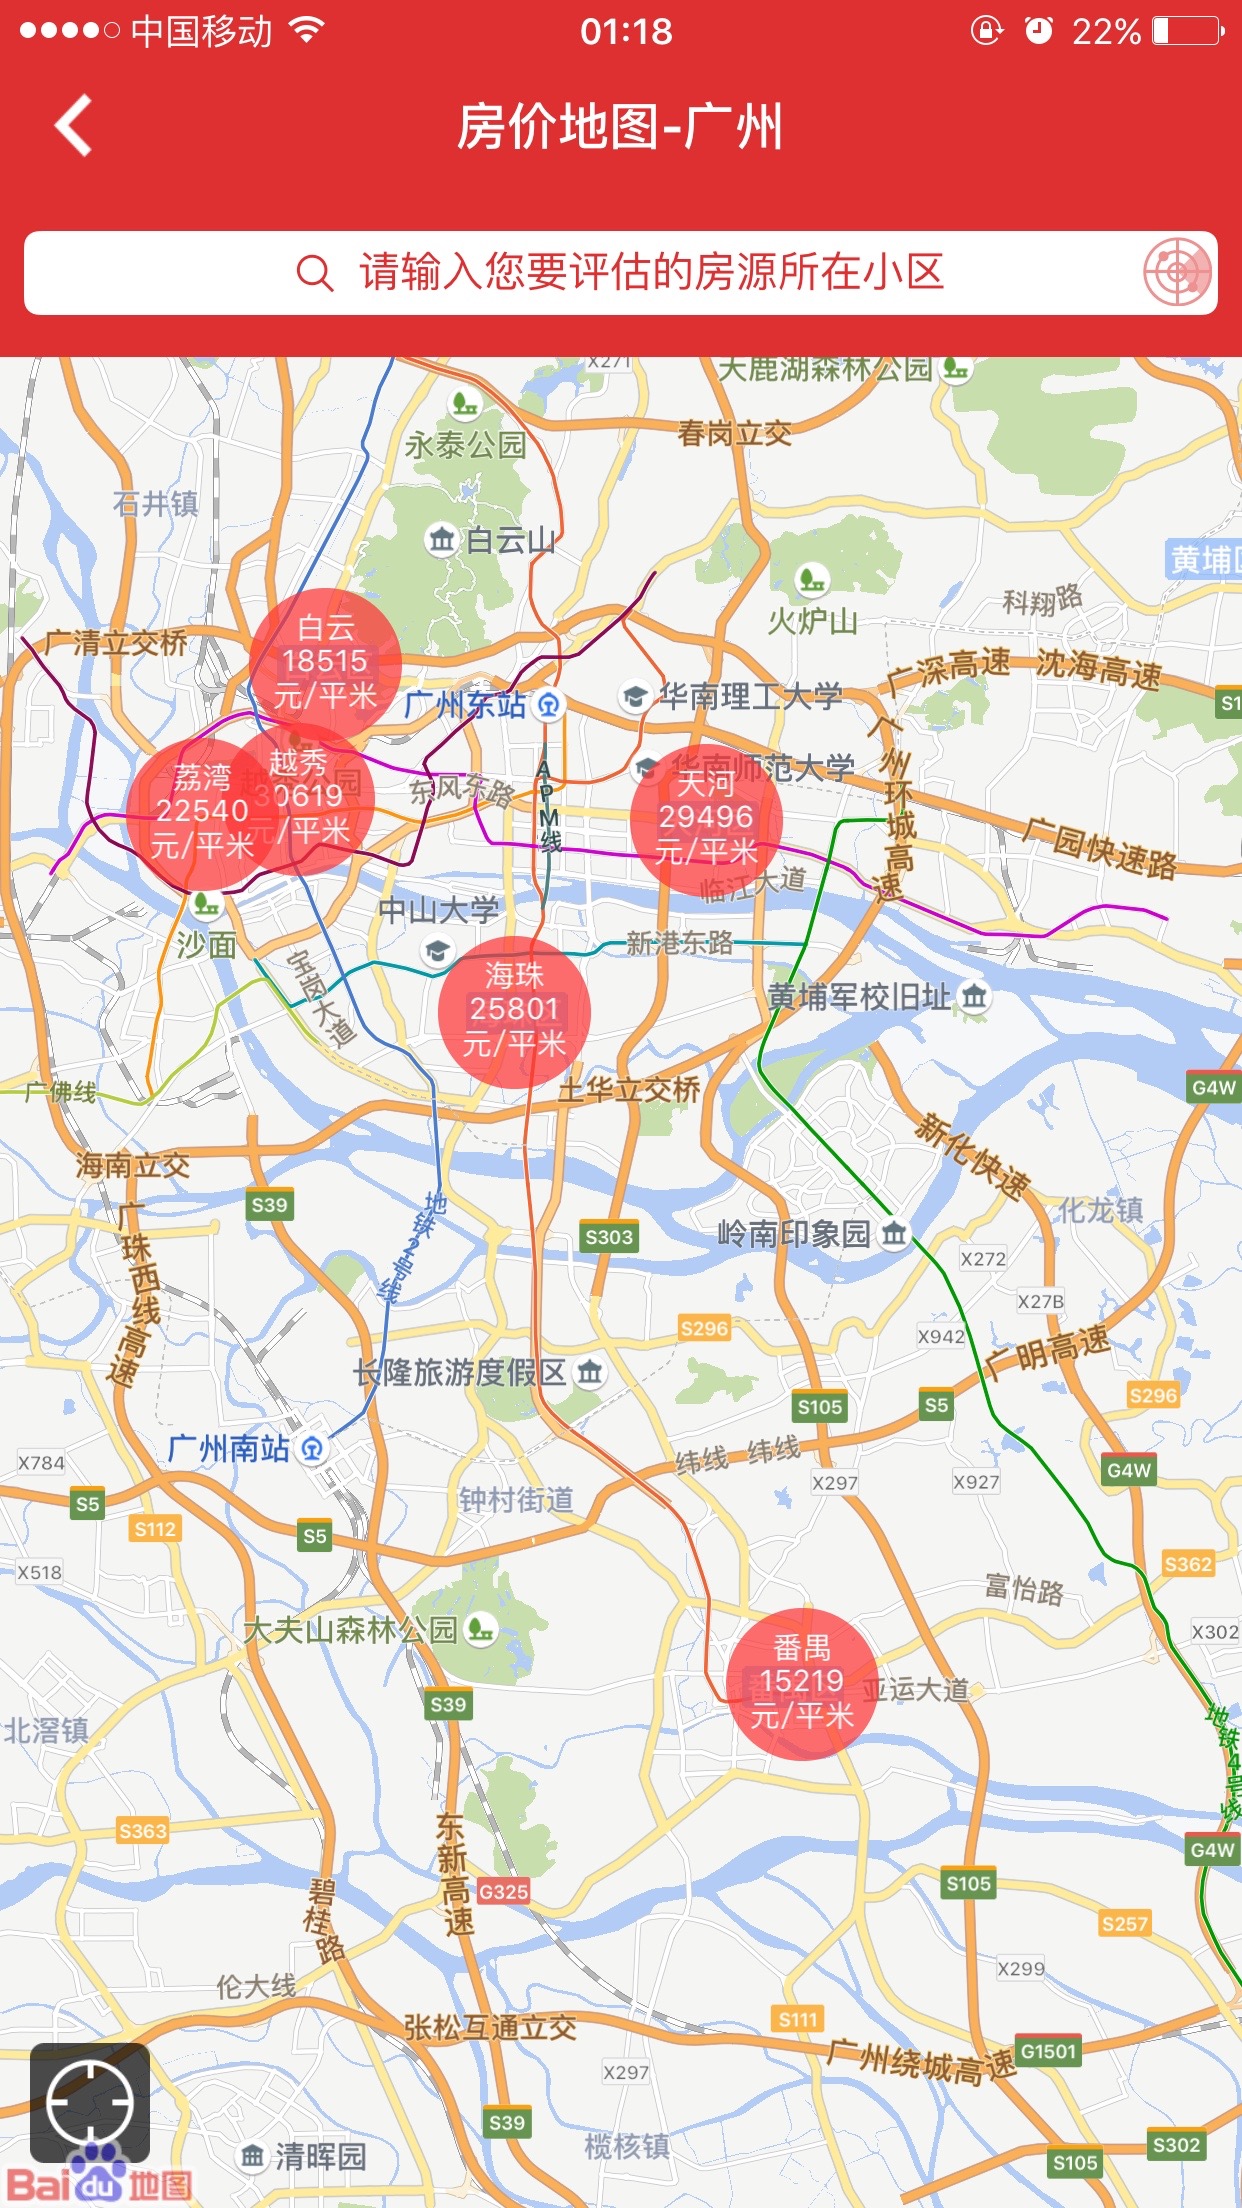 中国移动
01:18
22%
房价地图-广州
请输入您要评估的房源所在小区
X271
大鹿湖森林公园
永泰公园
春岗立交
石井镇
白云山
黄埔区
火炉山
科翔路
白云
18515
元/平米
广清立交桥
广深高速
沈海高速
广州东站
华南理工大学
S1
广州环城高速
越秀
30619
元/平米
荔湾
22540
元/平米
东风东路
APM线
华南师范大学
天河
29496
元/平米
广园快速路
临江大道
中山大学
沙面
新港东路
宝岗大道
海珠
25801
元/平米
黄埔军校旧址
广佛线
土华立交桥
G4W
新化快速
海南立交
S39
广珠西线高速
地铁2号线
S303
岭南印象园
化龙镇
X272
X27B
S296
X942
广明高速
长隆旅游度假区
S105
S5
S296
广州南站
X784
纬线
纬线
G4W
X297
X927
S5
钟村街道
S112
S5
X518
S362
富怡路
大夫山森林公园
X302
番禺
15219
元/平米
亚运大道
S39
北滘镇
地铁4号线
S363
东新高速
G4W
G325
S105
碧桂路
S257
X299
伦大线
张松互通立交
S111
广州绕城高速
G1501
X297
S39
榄核镇
S302
S105
清晖园
Baidu地图